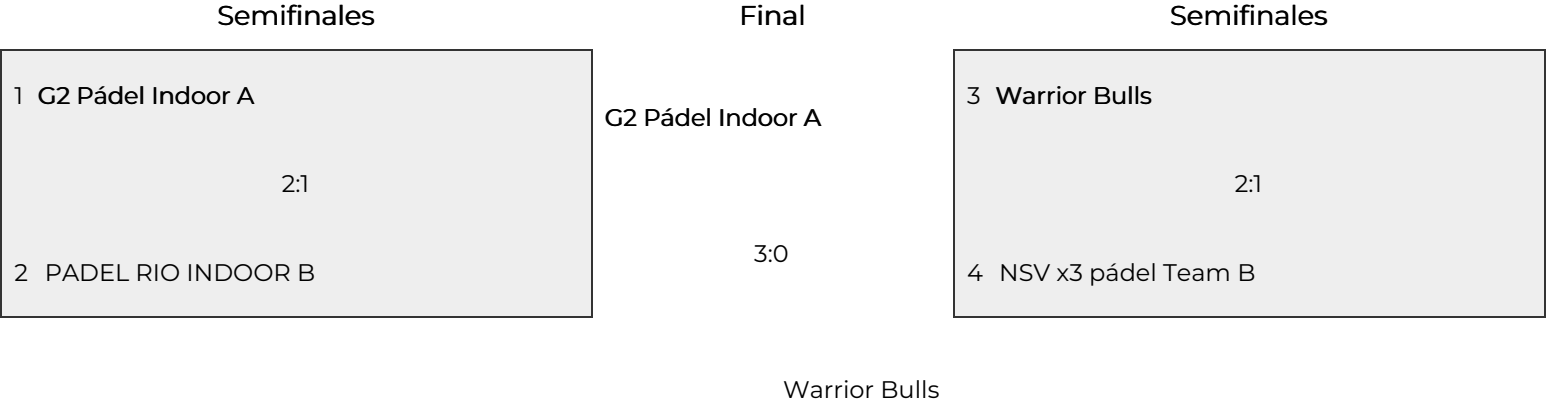 Semifinales
Final
Semifinales
1 G2 Pádel Indoor A
2:1
2 PADEL RIO INDOOR B
G2 Pádel Indoor A
3:0
Warrior Bulls
3 Warrior Bulls
2:1
4 NSV x3 pádel Team B